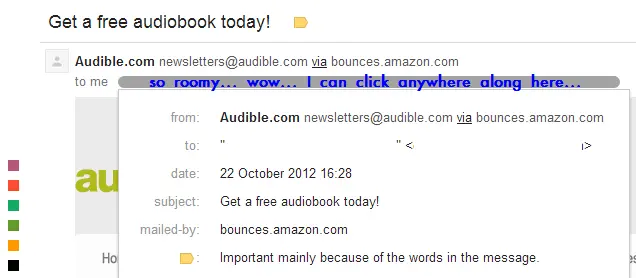 Get a free audiobook today!
Audible.com newsletters@audible.com via bounces.amazon.com
to me so roomy... wow... I can click anywhere along here...
from: Audible.com newsletters@audible.com via bounces.amazon.com
to: " " < >
date: 22 October 2012 16:28
subject: Get a free audiobook today!
mailed-by: bounces.amazon.com
: Important mainly because of the words in the message.
au
Ho